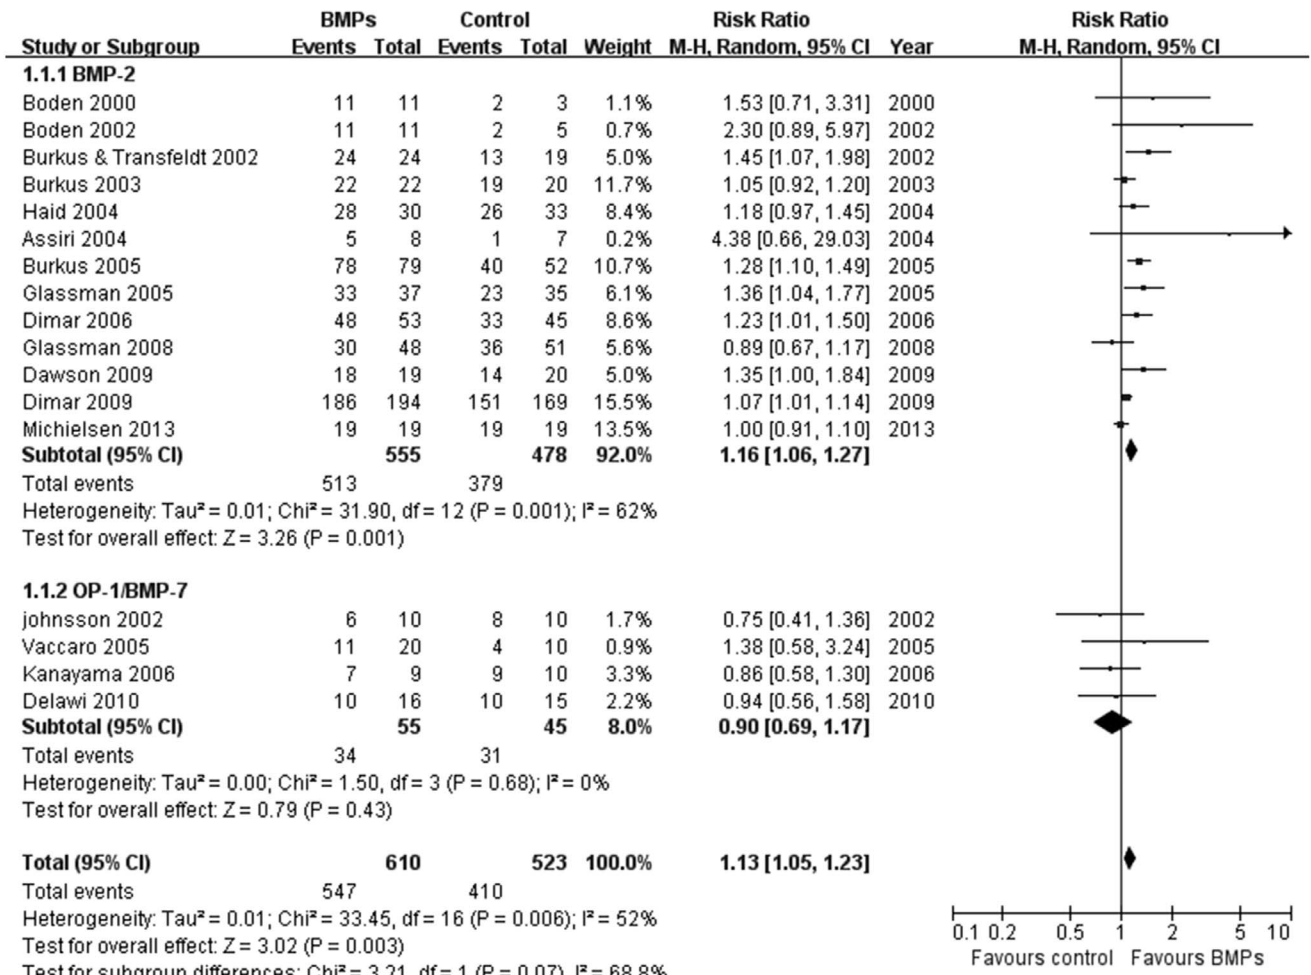 BMPs Control Risk Ratio Risk Ratio
Study or Subgroup Events Total Events Total Weight M-H, Random, 95% CI Year M-H, Random, 95% CI
1.1.1 BMP-2
Boden 2000 11 11 2 3 1.1% 1.53 [0.71, 3.31] 2000
Boden 2002 11 11 2 5 0.7% 2.30 [0.89, 5.97] 2002
Burkus & Transfeldt 2002 24 24 13 19 5.0% 1.45 [1.07, 1.98] 2002
Burkus 2003 22 22 19 20 11.7% 1.05 [0.92, 1.20] 2003
Haid 2004 28 30 26 33 8.4% 1.18 [0.97, 1.45] 2004
Assiri 2004 5 8 1 7 0.2% 4.38 [0.66, 29.03] 2004
Burkus 2005 78 79 40 52 10.7% 1.28 [1.10, 1.49] 2005
Glassman 2005 33 37 23 35 6.1% 1.36 [1.04, 1.77] 2005
Dimar 2006 48 53 33 45 8.6% 1.23 [1.01, 1.50] 2006
Glassman 2008 30 48 36 51 5.6% 0.89 [0.67, 1.17] 2008
Dawson 2009 18 19 14 20 5.0% 1.35 [1.00, 1.84] 2009
Dimar 2009 186 194 151 169 15.5% 1.07 [1.01, 1.14] 2009
Michielsen 2013 19 19 19 19 13.5% 1.00 [0.91, 1.10] 2013
Subtotal (95% CI) 555 478 92.0% 1.16 [1.06, 1.27]
Total events 513 379
Heterogeneity: Tau² = 0.01; Chi² = 31.90, df = 12 (P = 0.001); I² = 62%
Test for overall effect: Z = 3.26 (P = 0.001)
1.1.2 OP-1/BMP-7
johnsson 2002 6 10 8 10 1.7% 0.75 [0.41, 1.36] 2002
Vaccaro 2005 11 20 4 10 0.9% 1.38 [0.58, 3.24] 2005
Kanayama 2006 7 9 9 10 3.3% 0.86 [0.58, 1.30] 2006
Delawi 2010 10 16 10 15 2.2% 0.94 [0.56, 1.58] 2010
Subtotal (95% CI) 55 45 8.0% 0.90 [0.69, 1.17]
Total events 34 31
Heterogeneity: Tau² = 0.00; Chi² = 1.50, df = 3 (P = 0.68); I² = 0%
Test for overall effect: Z = 0.79 (P = 0.43)
Total (95% CI) 610 523 100.0% 1.13 [1.05, 1.23]
Total events 547 410
Heterogeneity: Tau² = 0.01; Chi² = 33.45, df = 16 (P = 0.006); I² = 52%
Test for overall effect: Z = 3.02 (P = 0.003)
Test for subgroup differences: Chi² = 3.21, df = 1 (P = 0.07), I² = 68.8%
0.1 0.2 0.5 1 2 5 10
Favours control Favours BMPs